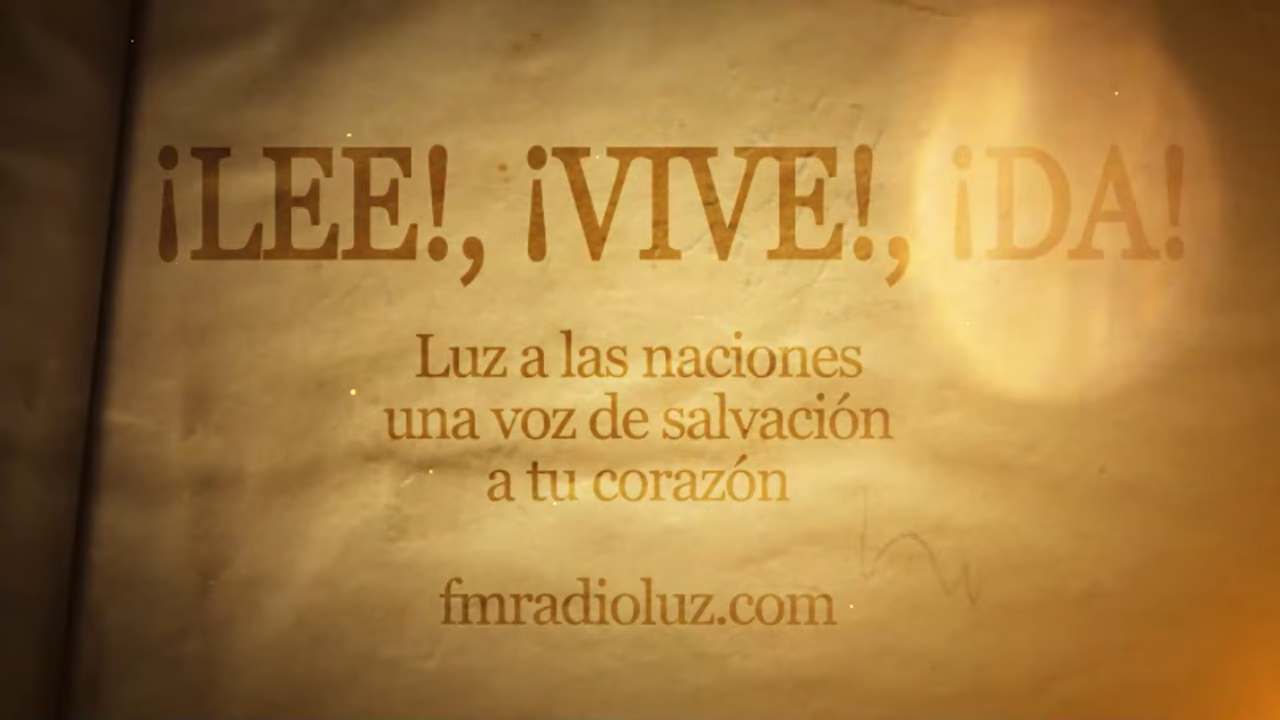 ¡LEE!, ¡VIVE!, ¡DA!
Luz a las naciones
una voz de salvación
a tu corazón
fmradioluz.com